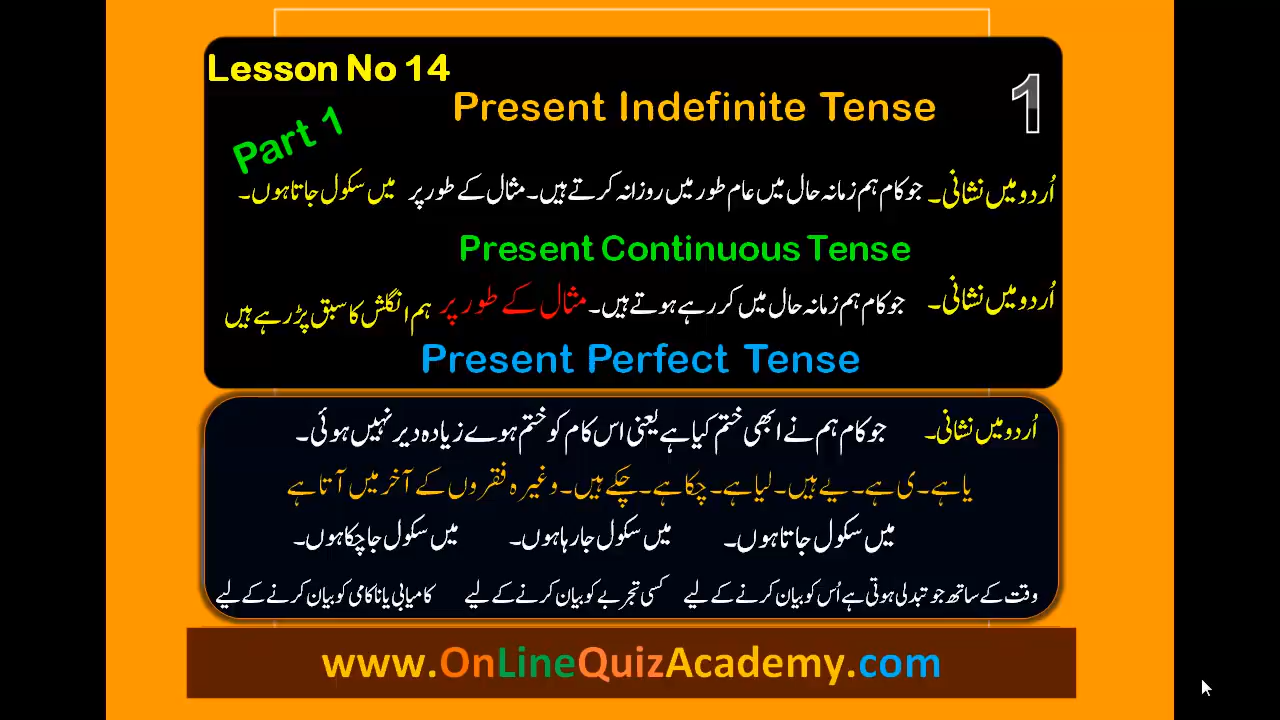 Lesson No 14
Present Indefinite Tense
1
Part 1
اُردو میں نشانی۔ جو کام ہم زمانہ حال میں عام طور میں روزانہ کرتے ہیں۔ مثال کے طور پر میں سکول جاتا ہوں۔
Present Continuous Tense
اُردو میں نشانی۔ جو کام ہم زمانہ حال میں کر رہے ہوتے ہیں۔ مثال کے طور پر ہم انگلش کا سبق پڑ رہے ہیں
Present Perfect Tense
اُردو میں نشانی۔ جو کام ہم نے ابھی ختم کیا ہے یعنی اس کام کو ختم ہوے زیادہ دیر نہیں ہوئی۔
یا ہے۔ ی ہے۔ یے ہیں۔ لیا ہے۔ چکا ہے۔ چکے ہیں۔ وغیرہ فقروں کے آخر میں آتا ہے
میں سکول جاتا ہوں۔ میں سکول جا رہا ہوں۔ میں سکول جا چکا ہوں۔
وقت کے ساتھ جو تبدلی ہوتی ہے اُس کو بیان کرنے کے لیے کسی تجربے کو بیان کرنے کے لیے کامیابی یا ناکامی کو بیان کرنے کے لیے
www.OnLineQuizAcademy.com